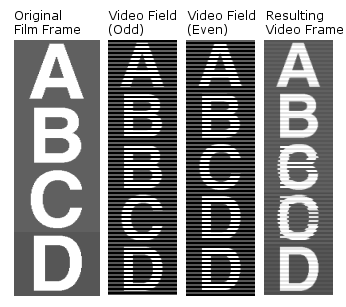 Original
Film Frame
Video Field
(Odd)
Video Field
(Even)
Resulting
Video Frame
A
B
C
D
A
B
B
C
D
A
B
C
D
D
A
B
D